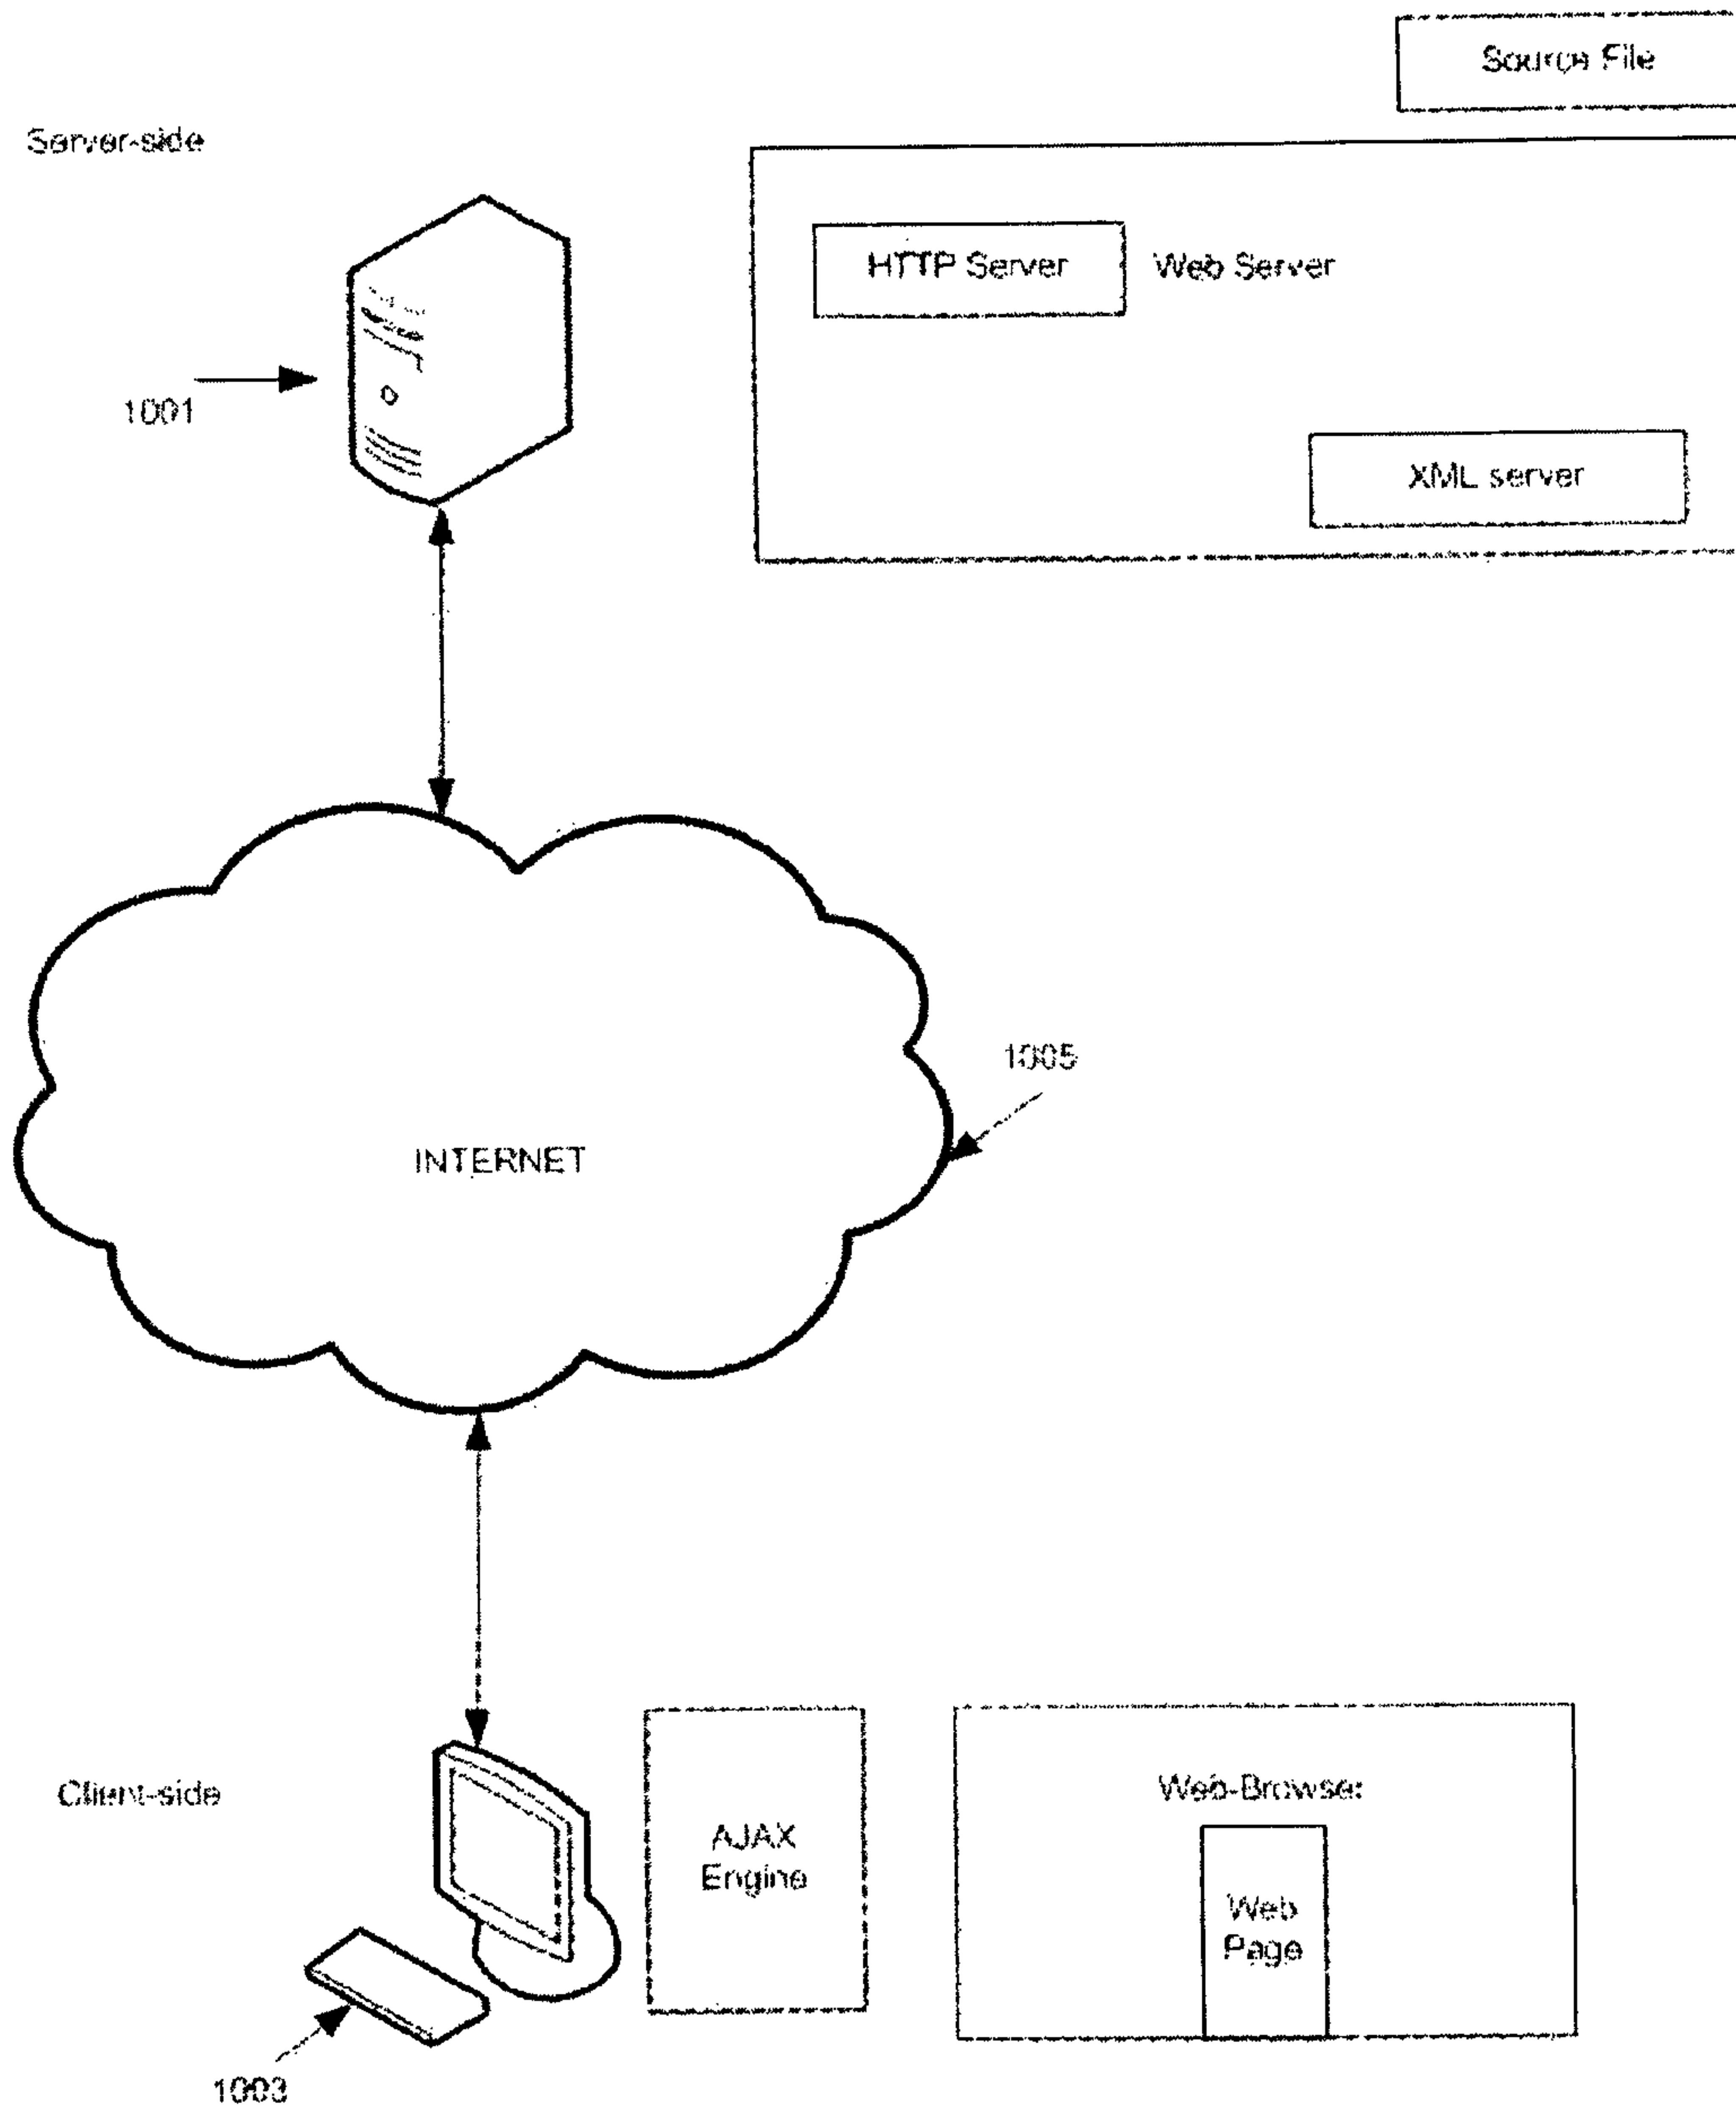 Source File
Server-side
HTTP Server
Web Server
1001
XML server
1005
INTERNET
Client-side
AJAX
Engine
Web-Browser
Web
Page
1003